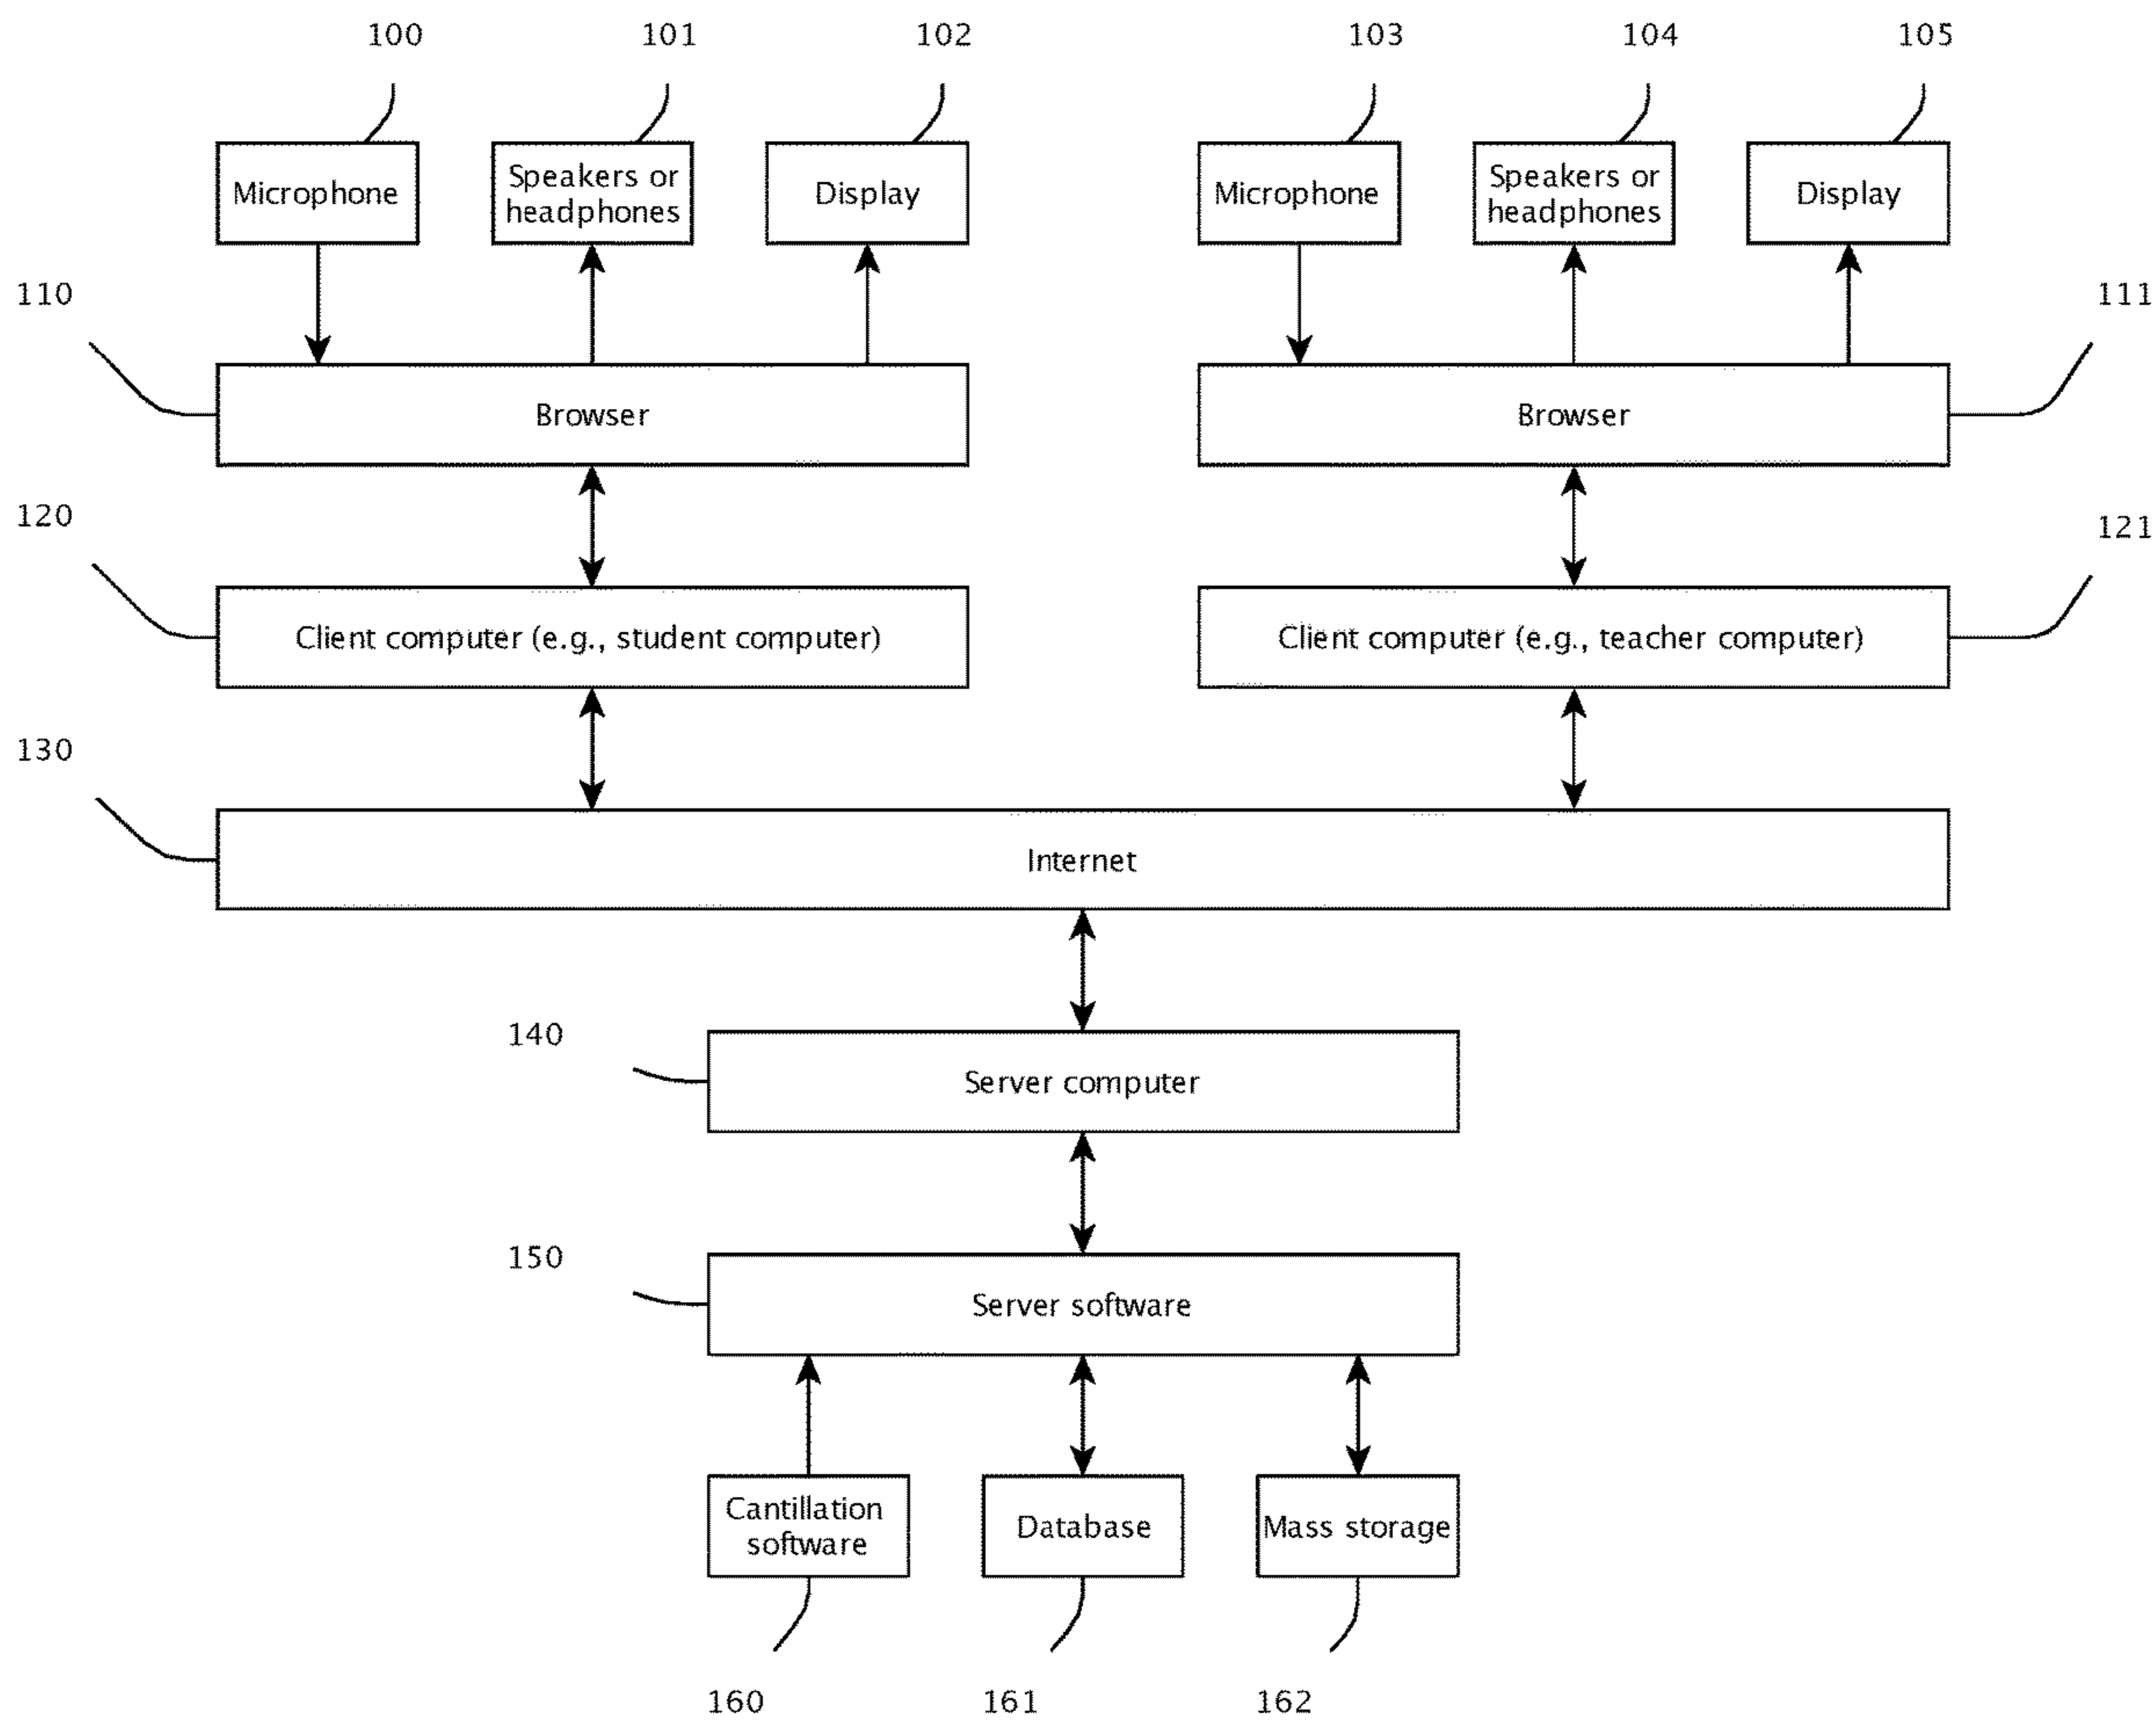 100
101
102
103
104
105
Microphone
Speakers or
headphones
Display
Microphone
Speakers or
headphones
Display
110
111
Browser
Browser
120
121
Client computer (e.g., student computer)
Client computer (e.g., teacher computer)
130
Internet
140
Server computer
150
Server software
Cantillation
software
Database
Mass storage
160
161
162